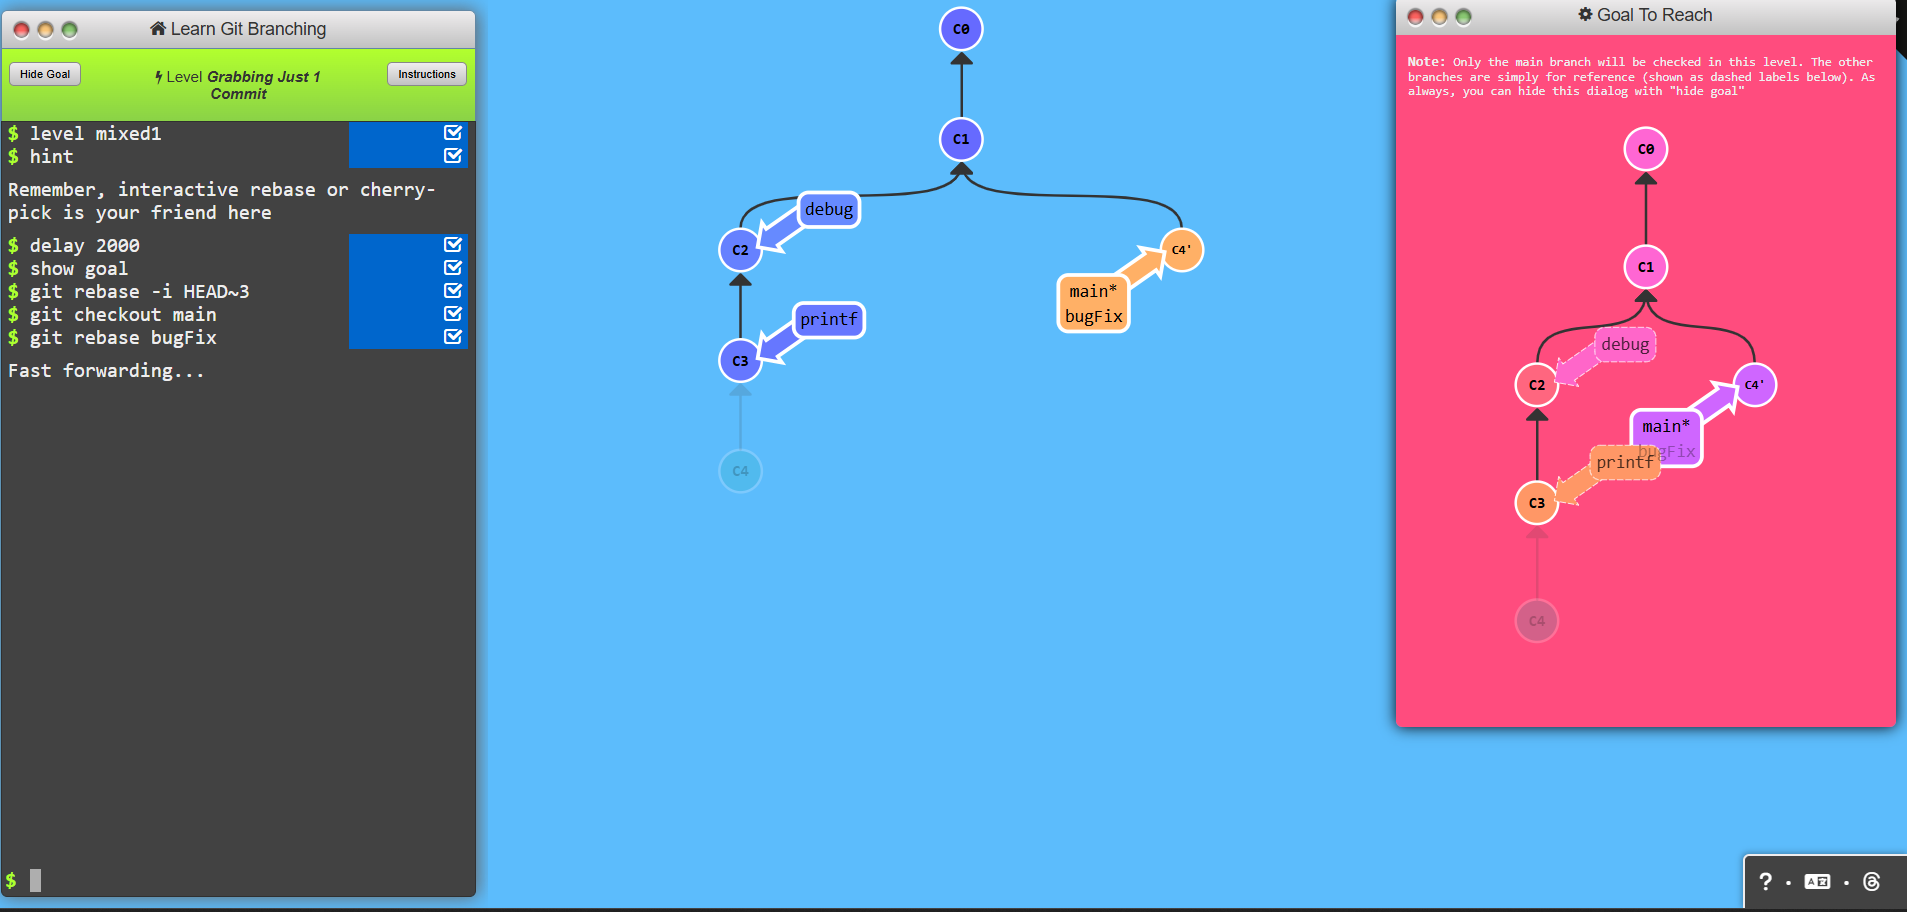 Learn Git Branching
Hide Goal
Level Grabbing Just 1
Commit
Instructions
$ level mixed1
$ hint
Remember, interactive rebase or cherry-
pick is your friend here
$ delay 2000
$ show goal
$ git rebase -i HEAD~3
$ git checkout main
$ git rebase bugFix
Fast forwarding...
$
C0
C1
debug
C2
C4'
main*
bugFix
printf
C3
C4
Goal To Reach
Note: Only the main branch will be checked in this level. The other
branches are simply for reference (shown as dashed labels below). As
always, you can hide this dialog with "hide goal"
C0
C1
debug
C2
C4'
main*
bugFix
printf
C3
C4
? · A文 ·